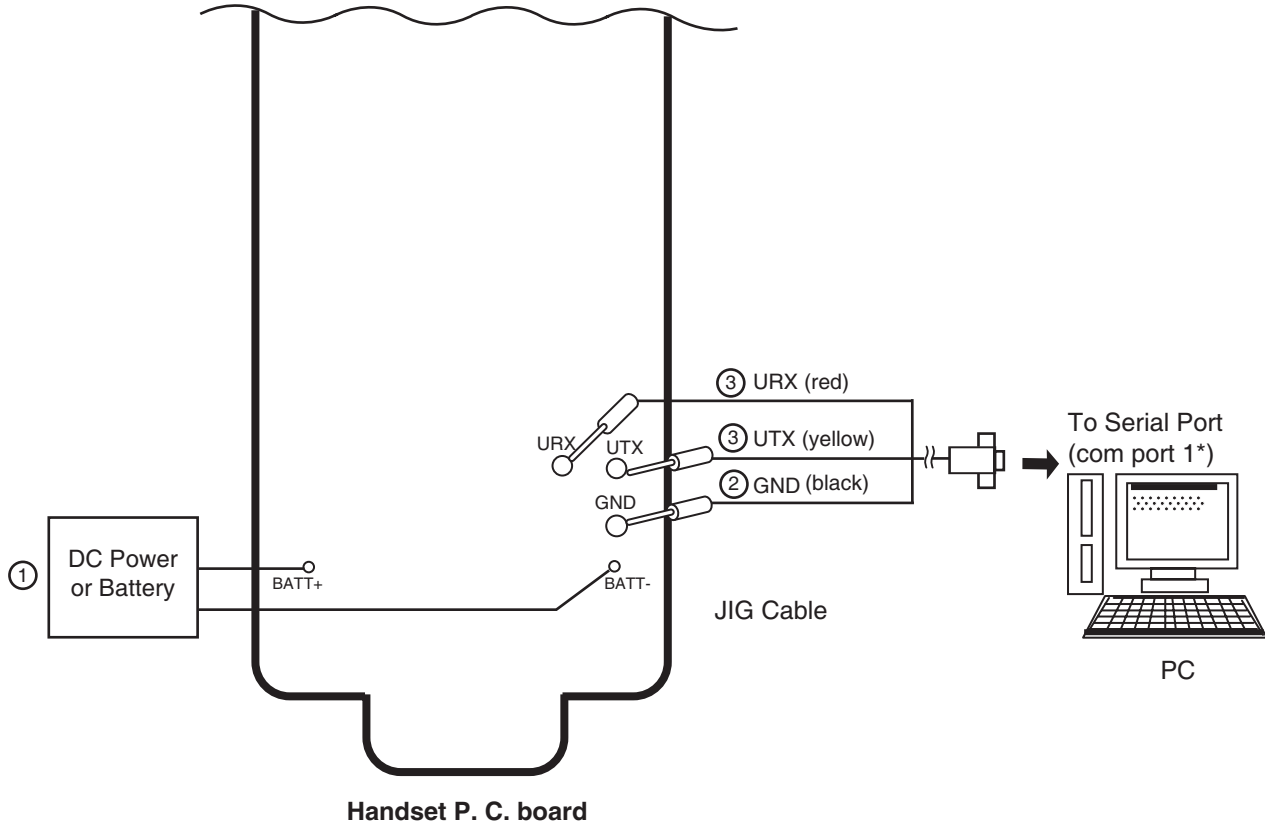 ③ URX (red)
To Serial Port
(com port 1*)
URX
UTX
③ UTX (yellow)
② GND (black)
GND
①
DC Power
or Battery
BATT+
BATT-
JIG Cable
PC
Handset P. C. board